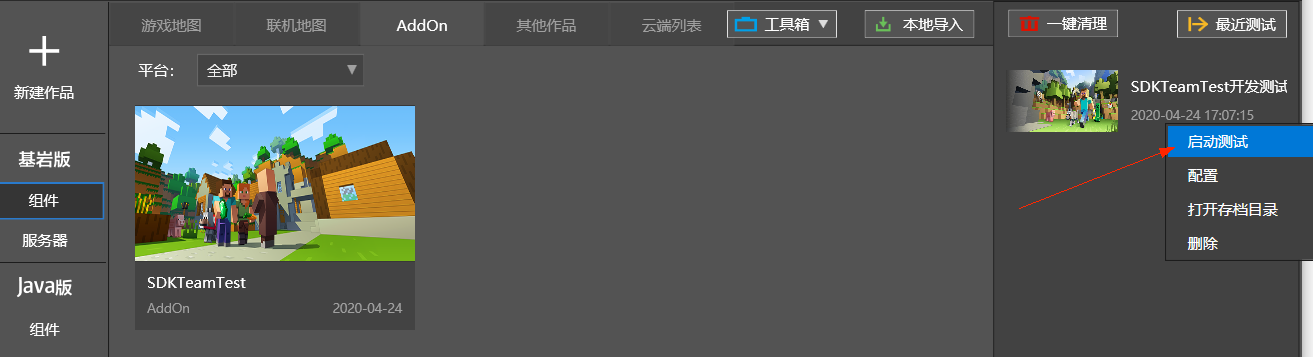 新建作品
基岩版
组件
服务器
Java版
组件
游戏地图
联机地图
AddOn
其他作品
云端列表
工具箱
本地导入
平台:
全部
SDKTeamTest
AddOn
2020-04-24
一键清理
最近测试
SDKTeamTest开发测试
2020-04-24 17:07:15
启动测试
配置
打开存档目录
删除